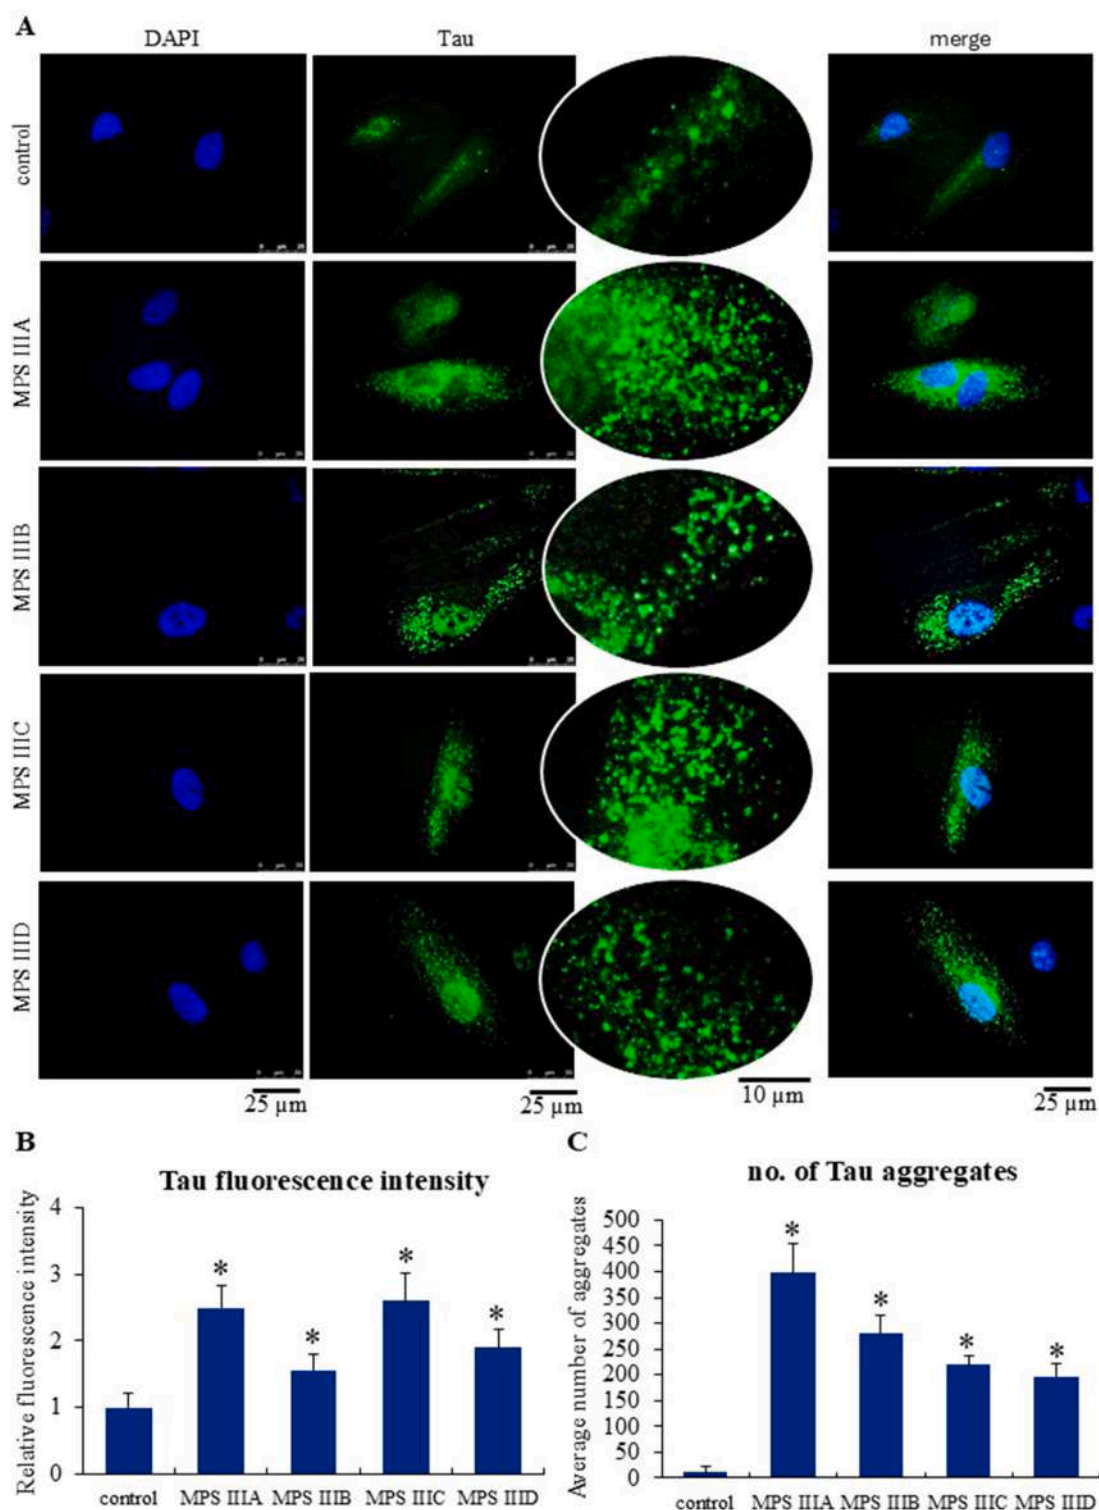 A
DAPI Tau merge
control
MPS IIIA
MPS IIIB
MPS IIIC
MPS IIID
25 µm 25 µm 10 µm 25 µm
B
Tau fluorescence intensity
Relative fluorescence intensity
4
3
2
1
0
control MPS IIIA MPS IIIB MPS IIIC MPS IIID
* * * *
C
no. of Tau aggregates
Average number of aggregates
500
450
400
350
300
250
200
150
100
50
0
control MPS IIIA MPS IIIB MPS IIIC MPS IIID
* * * *